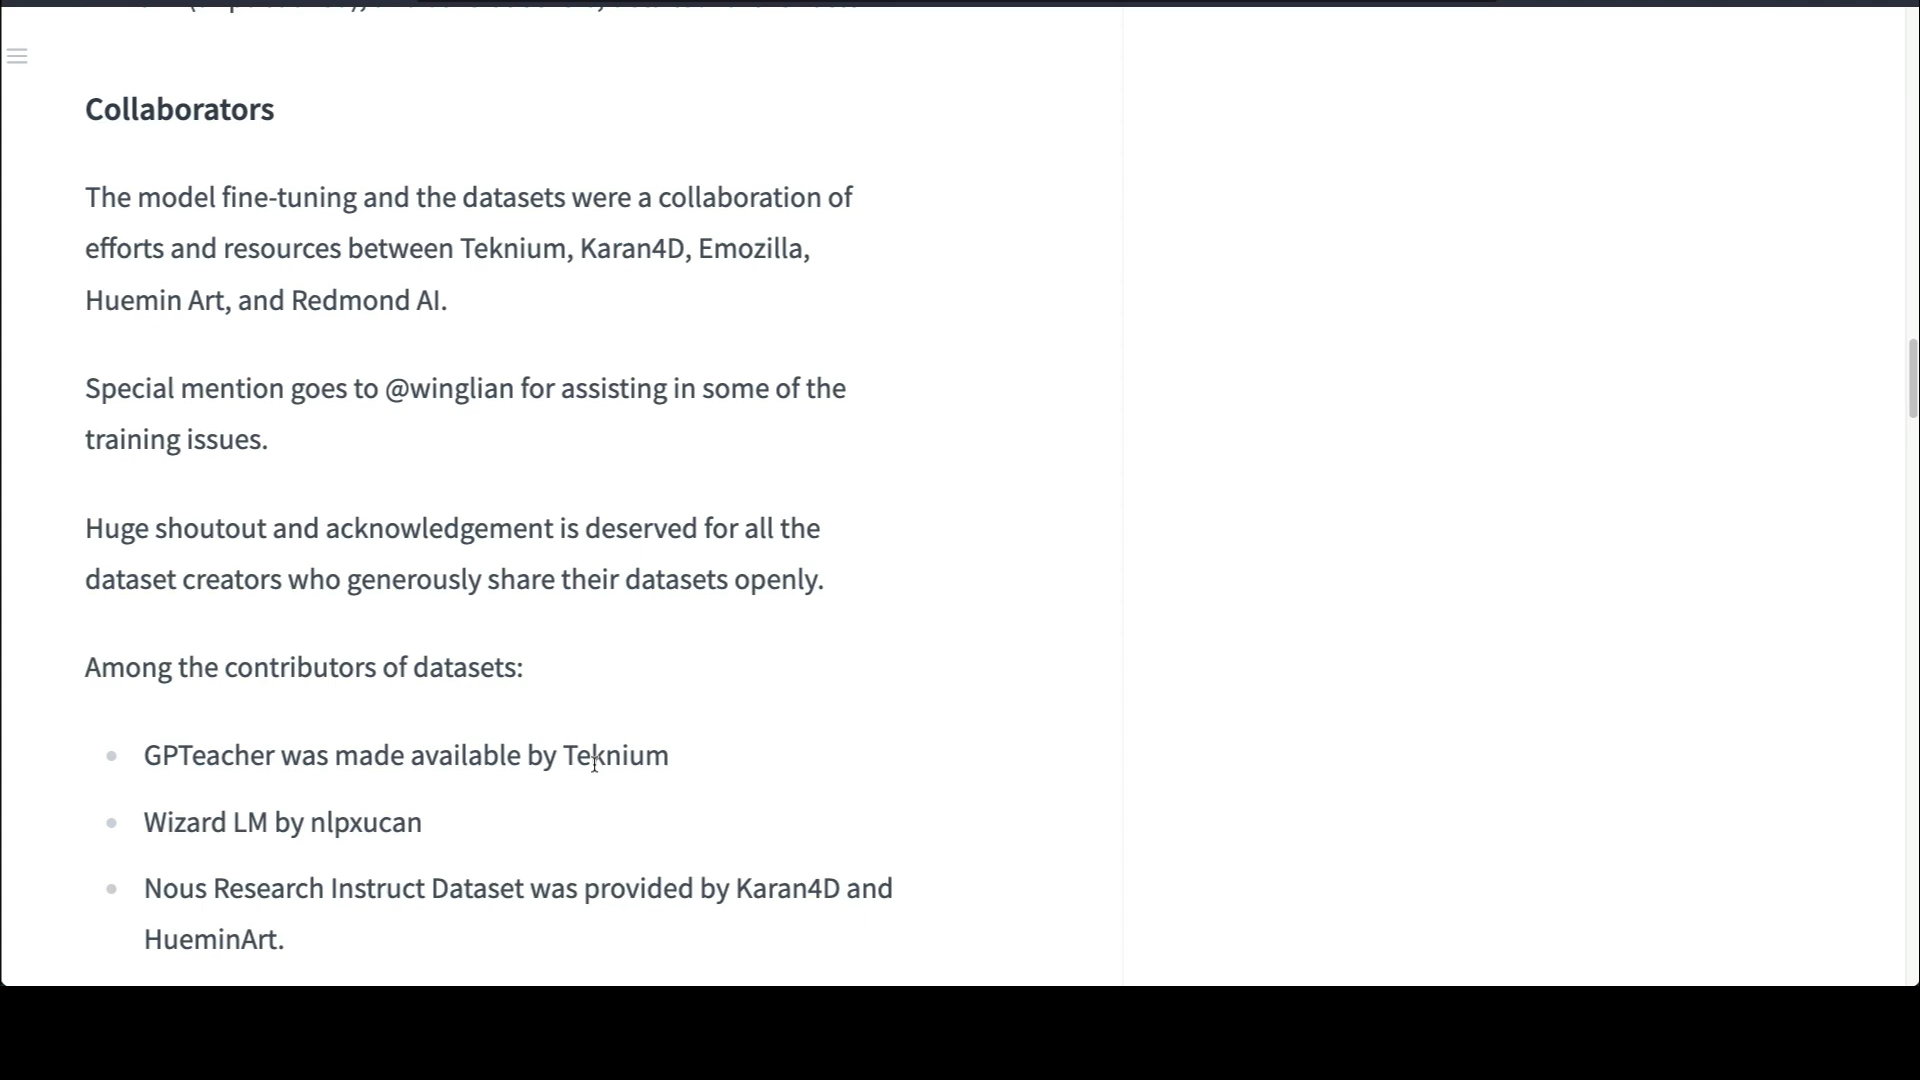 Collaborators
The model fine-tuning and the datasets were a collaboration of
efforts and resources between Teknium, Karan4D, Emozilla,
Huemin Art, and Redmond AI.
Special mention goes to @winglian for assisting in some of the
training issues.
Huge shoutout and acknowledgement is deserved for all the
dataset creators who generously share their datasets openly.
Among the contributors of datasets:
GPTeacher was made available by Teknium
Wizard LM by nlpxucan
Nous Research Instruct Dataset was provided by Karan4D and
HueminArt.